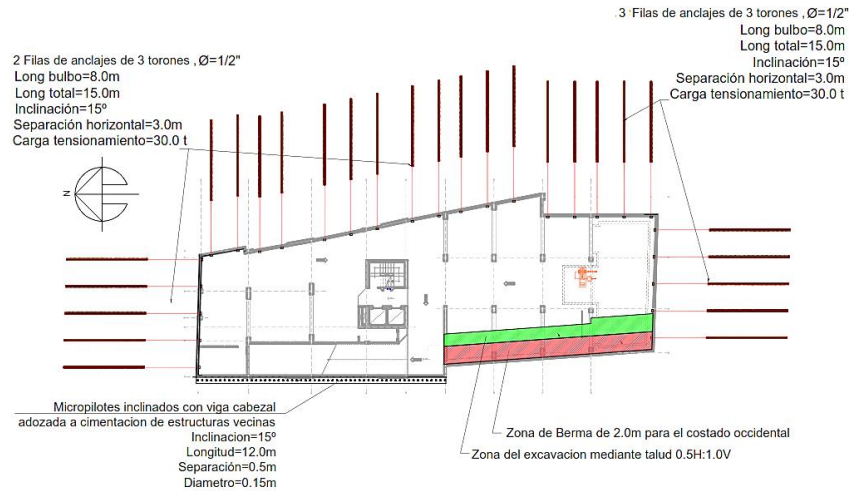 3 Filas de anclajes de 3 torones , Ø=1/2"
Long bulbo=8.0m
Long total=15.0m
Inclinación=15º
Separación horizontal=3.0m
Carga tensionamiento=30.0 t
2 Filas de anclajes de 3 torones , Ø=1/2"
Long bulbo=8.0m
Long total=15.0m
Inclinación=15º
Separación horizontal=3.0m
Carga tensionamiento=30.0 t
N
Micropilotes inclinados con viga cabezal
adozada a cimentacion de estructuras vecinas
Inclinacion=15º
Longitud=12.0m
Separación=0.5m
Diametro=0.15m
Zona de Berma de 2.0m para el costado occidental
Zona del excavacion mediante talud 0.5H:1.0V